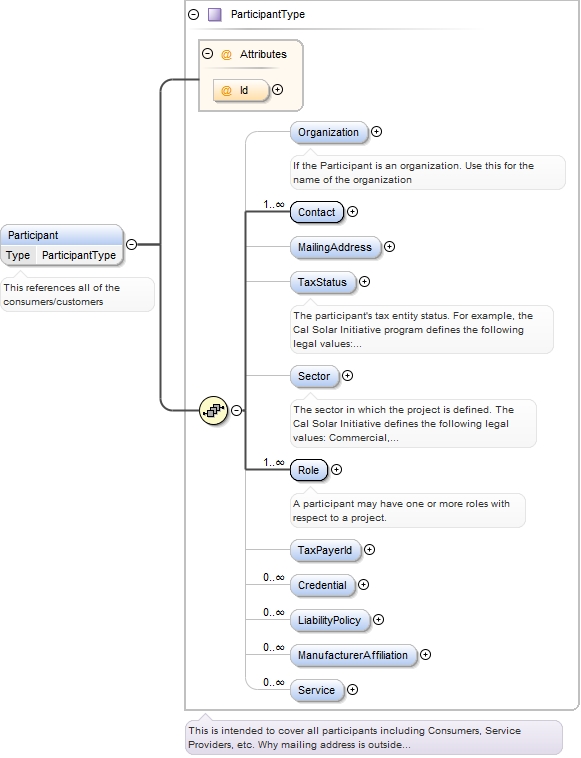 ParticipantType
@ Attributes
@ Id
Organization
If the Participant is an organization. Use this for the
name of the organization
1..∞
Contact
Participant
MailingAddress
Type ParticipantType
TaxStatus
This references all of the
consumers/customers
The participant's tax entity status. For example, the
Cal Solar Initiative program defines the following
legal values:...
Sector
The sector in which the project is defined. The
Cal Solar Initiative defines the following legal
values: Commercial,...
1..∞
Role
A participant may have one or more roles with
respect to a project.
TaxPayerId
0..∞
Credential
0..∞
LiabilityPolicy
0..∞
ManufacturerAffiliation
0..∞
Service
This is intended to cover all participants including Consumers, Service
Providers, etc. Why mailing address is outside...